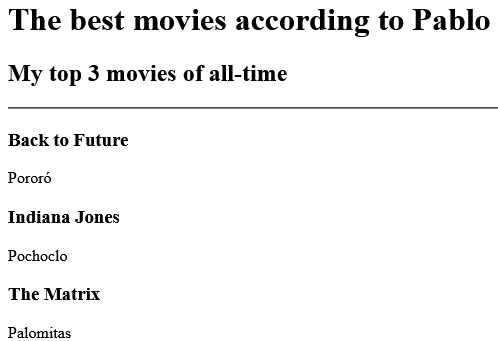 The best movies according to Pablo
My top 3 movies of all-time
Back to Future
Pororó
Indiana Jones
Pochoclo
The Matrix
Palomitas